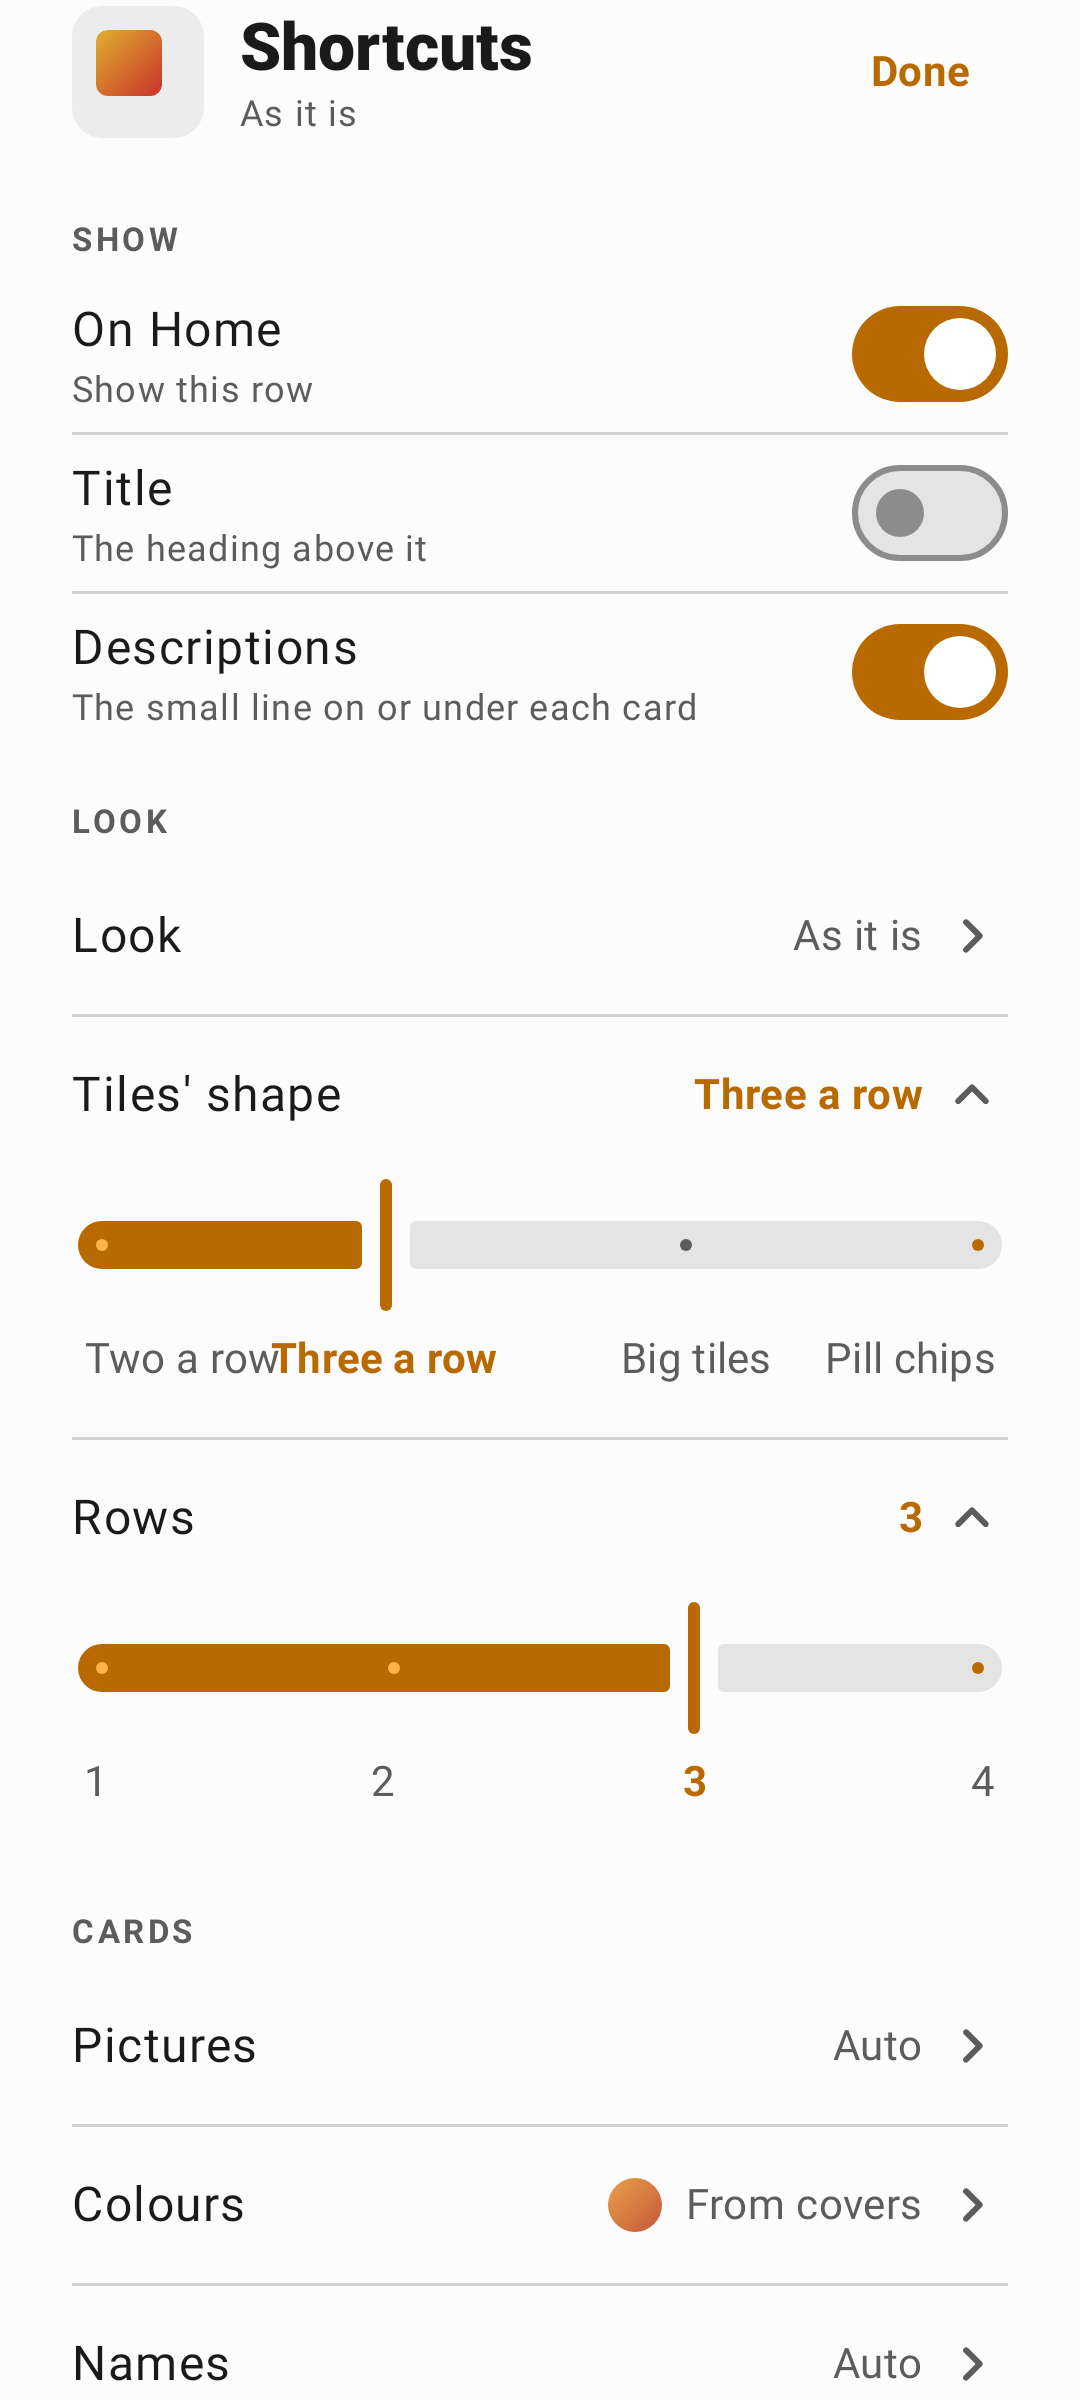 Shortcuts
As it is
Done
SHOW
On Home
Show this row
Title
The heading above it
Descriptions
The small line on or under each card
LOOK
Look
As it is
Tiles' shape
Three a row
Two a row Three a row Big tiles Pill chips
Rows
3
1 2 3 4
CARDS
Pictures
Auto
Colours
From covers
Names
Auto